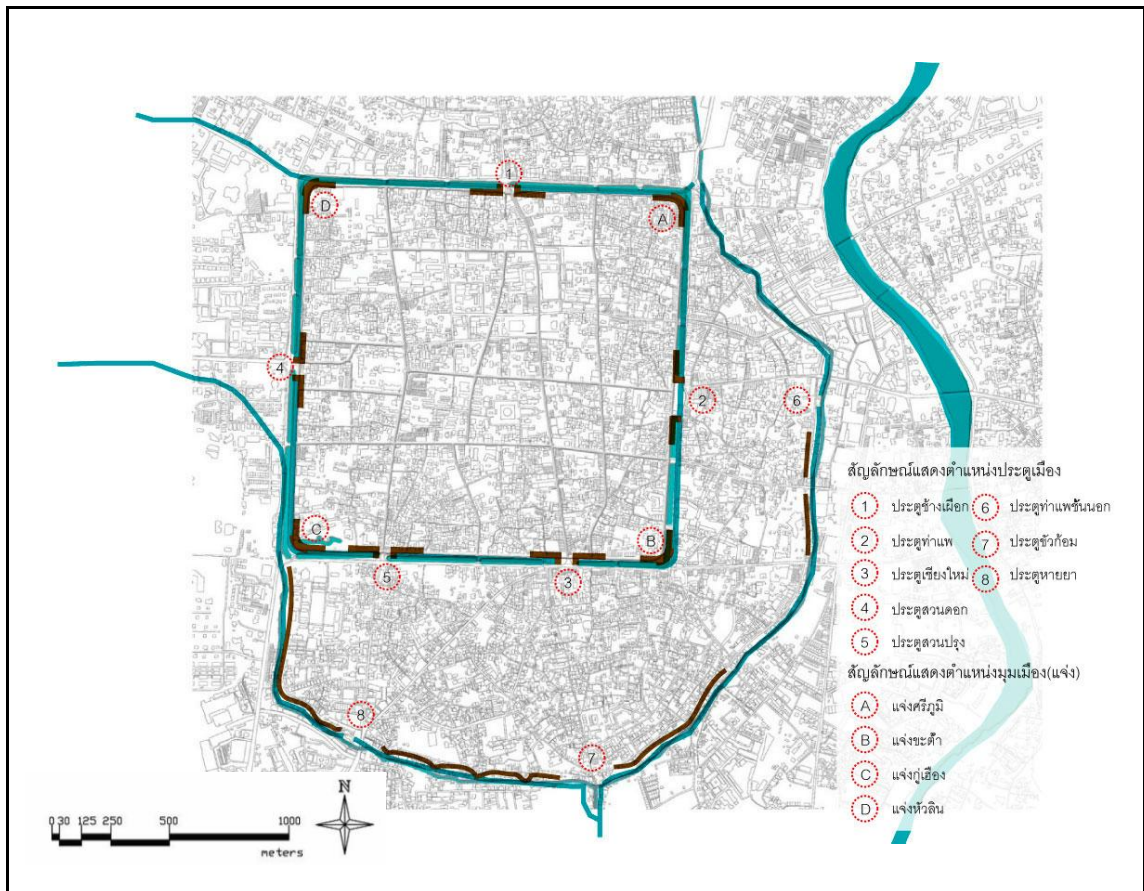 1
D
A
4
2
6
C
B
5
3
8
7
สัญลักษณ์แสดงตำแหน่งประตูเมือง
1 ประตูช้างเผือก 6 ประตูท่าแพชั้นนอก
2 ประตูท่าแพ 7 ประตูขัวก้อม
3 ประตูเชียงใหม่ 8 ประตูหายยา
4 ประตูสวนดอก
5 ประตูสวนปรุง
สัญลักษณ์แสดงตำแหน่งมุมเมือง(แจ่ง)
A แจ่งศรีภูมิ
B แจ่งขะต๊ำ
C แจ่งกู่เฮือง
D แจ่งหัวลิน
N
0 30 125 250 500 1000
meters